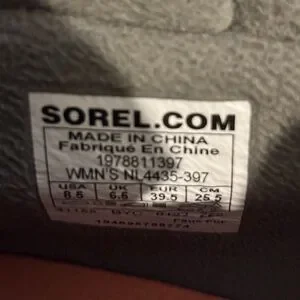 SOREL.COM
MADE IN CHINA
Fabriqué En Chine
1978811397
WMN'S NL4435-397
USA UK EUR CM
8.5 6.5 39.5 25.5